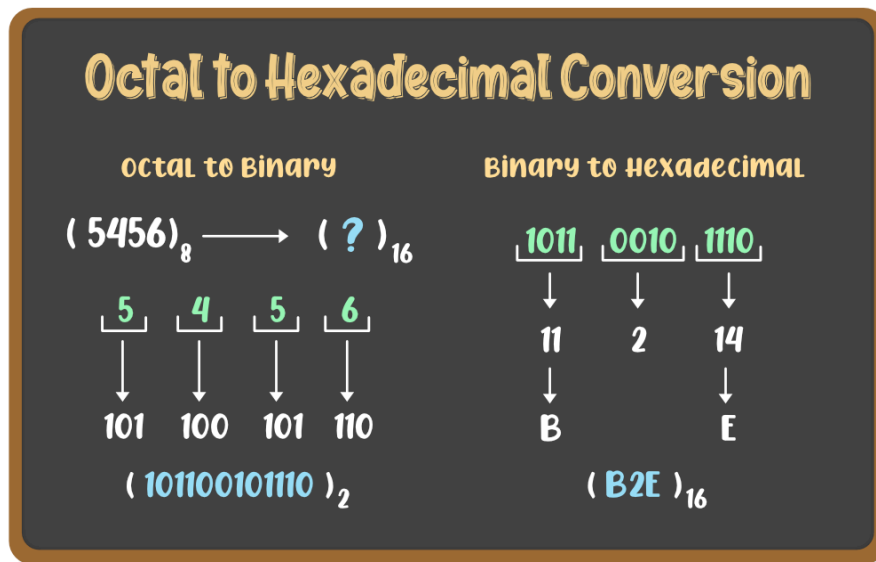 Octal to Hexadecimal Conversion
Octal to Binary
( 5456)8 ⟶ ( ? )16
5 4 5 6
101 100 101 110
( 101100101110 )2
Binary to Hexadecimal
1011 0010 1110
11 2 14
B E
( B2E )16